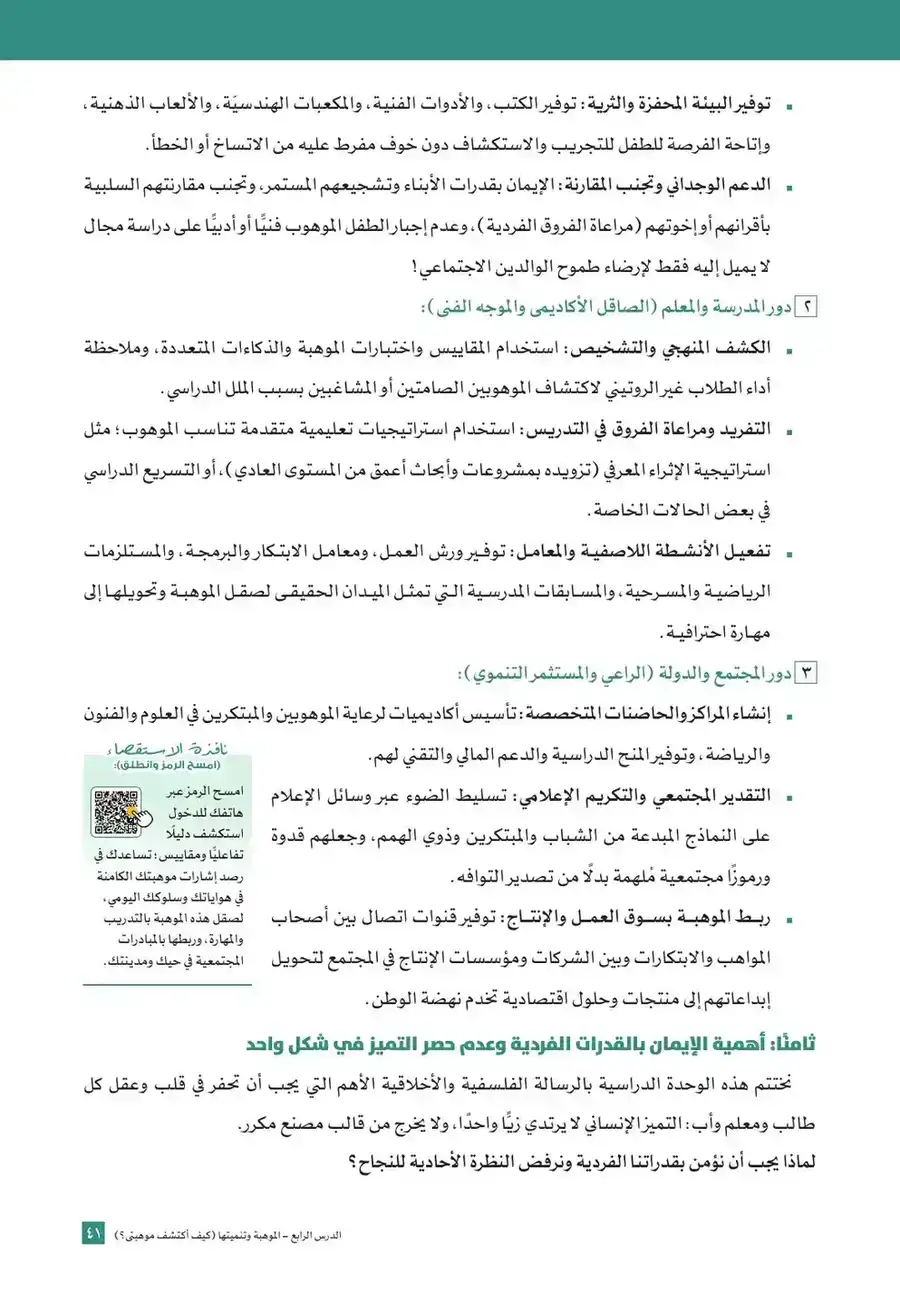 ▪ توفير البيئة المحفزة والثرية: توفير الكتب، والأدوات الفنية، والمكعبات الهندسيَة، والألعاب الذهنية،
وإتاحة الفرصة للطفل للتجريب والاستكشاف دون خوف مفرط عليه من الاتساخ أو الخطأ.
▪ الدعم الوجداني وتجنب المقارنة: الإيمان بقدرات الأبناء وتشجيعهم المستمر، وتجنب مقارنتهم السلبية
بأقرانهم أو إخوتهم (مراعاة الفروق الفردية)، وعدم إجبار الطفل الموهوب فنيًّا أو أدبيًّا على دراسة مجال
لا يميل إليه فقط لإرضاء طموح الوالدين الاجتماعي!
٢ دور المدرسة والمعلم (الصاقل الأكاديمى والموجه الفنى):
▪ الكشف المنهجي والتشخيص: استخدام المقاييس واختبارات الموهبة والذكاءات المتعددة، وملاحظة
أداء الطلاب غير الروتيني لاكتشاف الموهوبين الصامتين أو المشاغبين بسبب الملل الدراسي.
▪ التفريد ومراعاة الفروق في التدريس: استخدام استراتيجيات تعليمية متقدمة تناسب الموهوب؛ مثل
استراتيجية الإثراء المعرفي (تزويده بمشروعات وأبحاث أعمق من المستوى العادي)، أو التسريع الدراسي
في بعض الحالات الخاصة.
▪ تفعيل الأنشطة اللاصفية والمعامل: توفير ورش العمل، ومعامل الابتكار والبرمجة، والمستلزمات
الرياضية والمسرحية، والمسابقات المدرسية التي تمثل الميدان الحقيقى لصقل الموهبة وتحويلها إلى
مهارة احترافية.
٣ دور المجتمع والدولة (الراعي والمستثمر التنموي):
▪ إنشاء المراكز والحاضنات المتخصصة: تأسيس أكاديميات لرعاية الموهوبين والمبتكرين في العلوم والفنون
والرياضة، وتوفير المنح الدراسية والدعم المالي والتقني لهم.
▪ التقدير المجتمعي والتكريم الإعلامي: تسليط الضوء عبر وسائل الإعلام
على النماذج المبدعة من الشباب والمبتكرين وذوي الهمم، وجعلهم قدوة
ورموزًا مجتمعية مُلهمة بدلًا من تصدير التوافه.
▪ ربط الموهبة بسوق العمل والإنتاج: توفير قنوات اتصال بين أصحاب
المواهب والابتكارات وبين الشركات ومؤسسات الإنتاج في المجتمع لتحويل
إبداعاتهم إلى منتجات وحلول اقتصادية تخدم نهضة الوطن.
نافذة الاستقصاء
(امسح الرمز وانطلق):
امسح الرمز عبر
هاتفك للدخول
استكشف دليلًا
تفاعليًّا ومقاييس؛ تساعدك في
رصد إشارات موهبتك الكامنة
في هواياتك وسلوكك اليومي،
لصقل هذه الموهبة بالتدريب
والمهارة، وربطها بالمبادرات
المجتمعية في حيك ومدينتك.
ثامنًا: أهمية الإيمان بالقدرات الفردية وعدم حصر التميز في شكل واحد
نختتم هذه الوحدة الدراسية بالرسالة الفلسفية والأخلاقية الأهم التي يجب أن تحفر في قلب وعقل كل
طالب ومعلم وأب: التميز الإنساني لا يرتدي زيًّا واحدًا، ولا يخرج من قالب مصنع مكرر.
لماذا يجب أن نؤمن بقدراتنا الفردية ونرفض النظرة الأحادية للنجاح؟
الدرس الرابع - الموهبة وتنميتها (كيف أكتشف موهبتى؟) ٤١